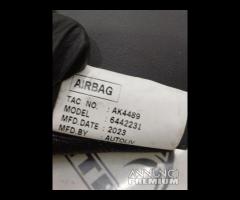 AIRBAG
TAC NO. : AK4489
MODEL : 6442231
MFD.DATE : 2023
MFD.BY : AUTOLIV
ANNUNCI
PREMIUM